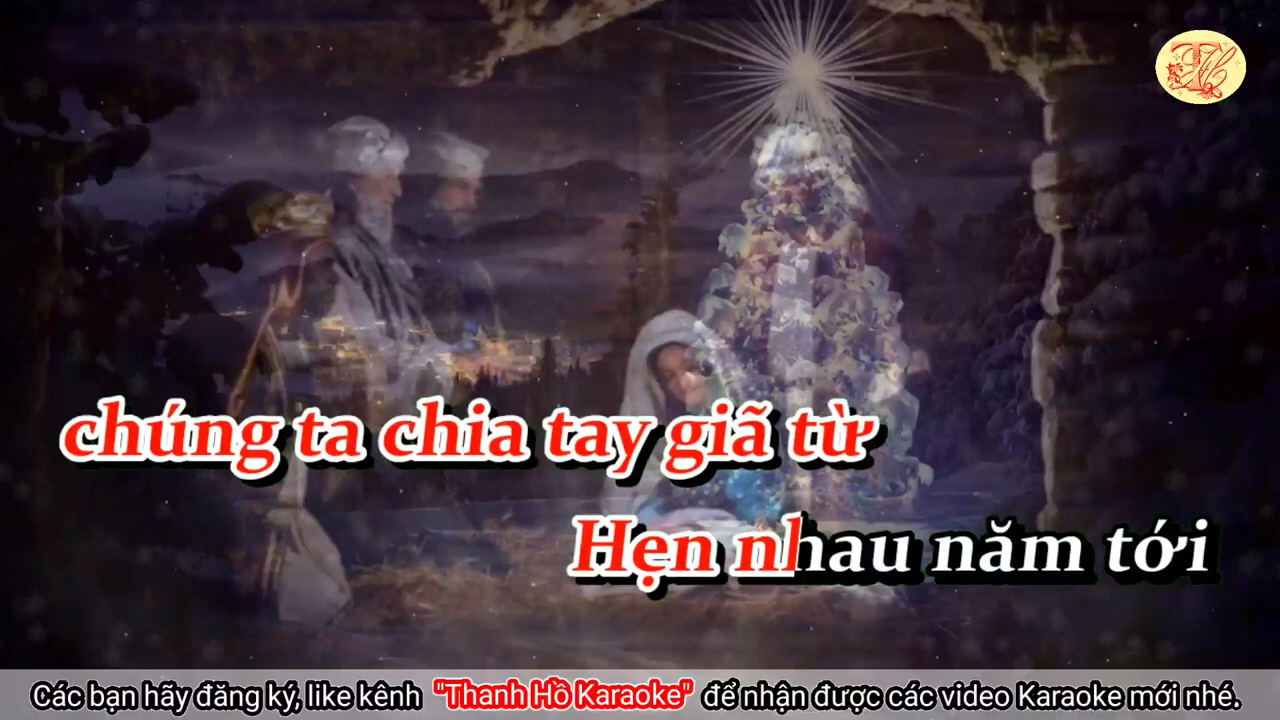 chúng ta chia tay giã từ
Hẹn nhau năm tới
Các bạn hãy đăng ký, like kênh "Thanh Hồ Karaoke" để nhận được các video Karaoke mới nhé.